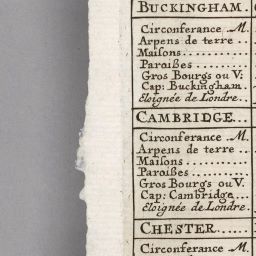 BUCKINGHAM.
Circonferance .M.
Arpens de terre ..
Maisons ..........
Paroißes ..........
Gros Bourgs ou V:
Cap: Buckingham.
Eloignée de Londre..
CAMBRIDGE...
Circonferance .M.
Arpens de terre ..
Maisons ..........
Paroißes ..........
Gros Bourgs ou V.
Cap: Cambridge...
Eloignée de Londre.
CHESTER.....
Circonferance .M.